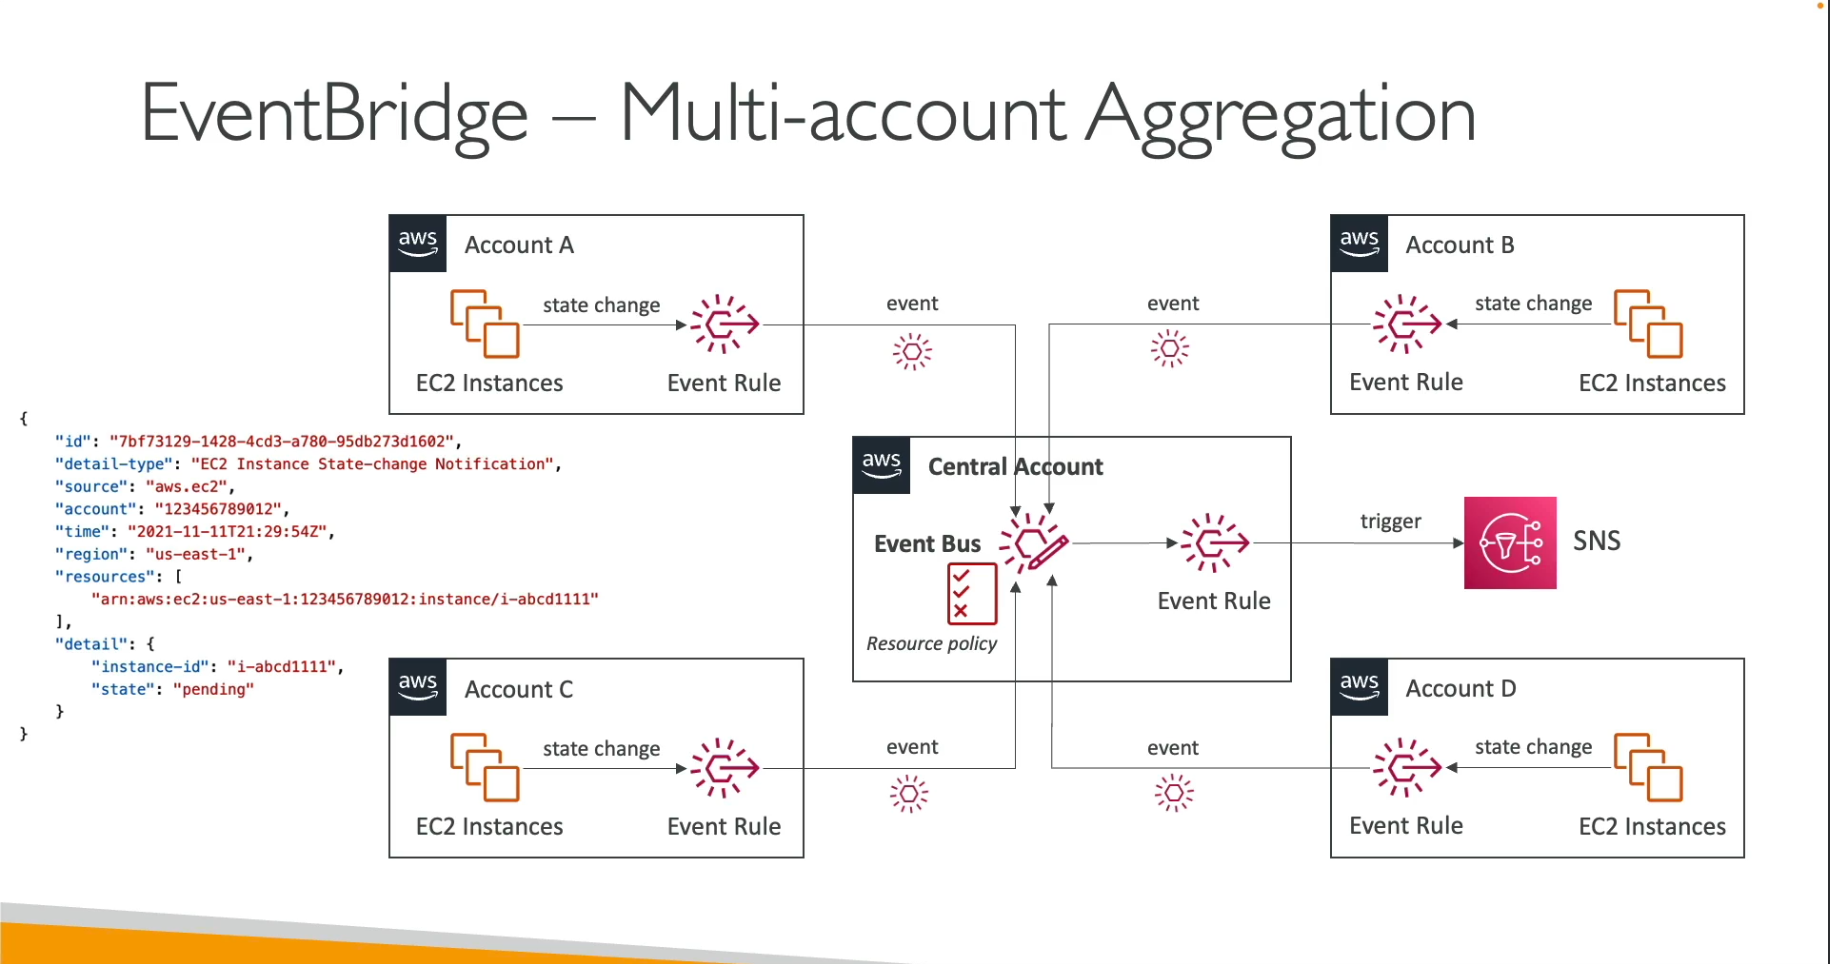 EventBridge – Multi-account Aggregation
aws
Account A
state change
EC2 Instances
Event Rule
event
event
aws
Account B
state change
Event Rule
EC2 Instances
{
"id": "7bf73129-1428-4cd3-a780-95db273d1602",
"detail-type": "EC2 Instance State-change Notification",
"source": "aws.ec2",
"account": "123456789012",
"time": "2021-11-11T21:29:54Z",
"region": "us-east-1",
"resources": [
"arn:aws:ec2:us-east-1:123456789012:instance/i-abcd1111"
],
"detail": {
"instance-id": "i-abcd1111",
"state": "pending"
}
}
aws
Central Account
Event Bus
Resource policy
Event Rule
trigger
SNS
aws
Account C
state change
EC2 Instances
Event Rule
event
event
aws
Account D
state change
Event Rule
EC2 Instances